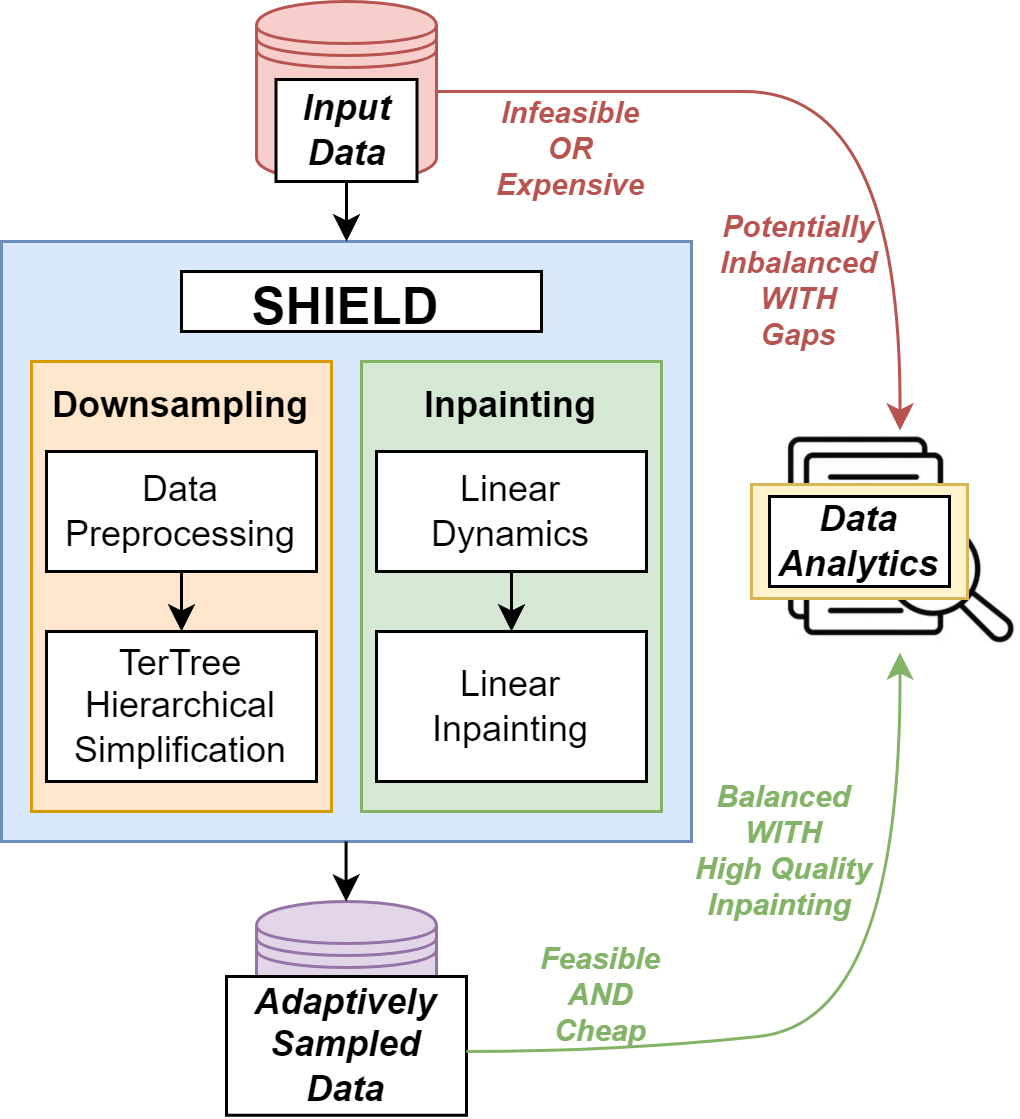 Input
Data
Infeasible
OR
Expensive
Potentially
Inbalanced
WITH
Gaps
SHIELD
Downsampling
Data
Preprocessing
TerTree
Hierarchical
Simplification
Inpainting
Linear
Dynamics
Linear
Inpainting
Data
Analytics
Balanced
WITH
High Quality
Inpainting
Feasible
AND
Cheap
Adaptively
Sampled
Data